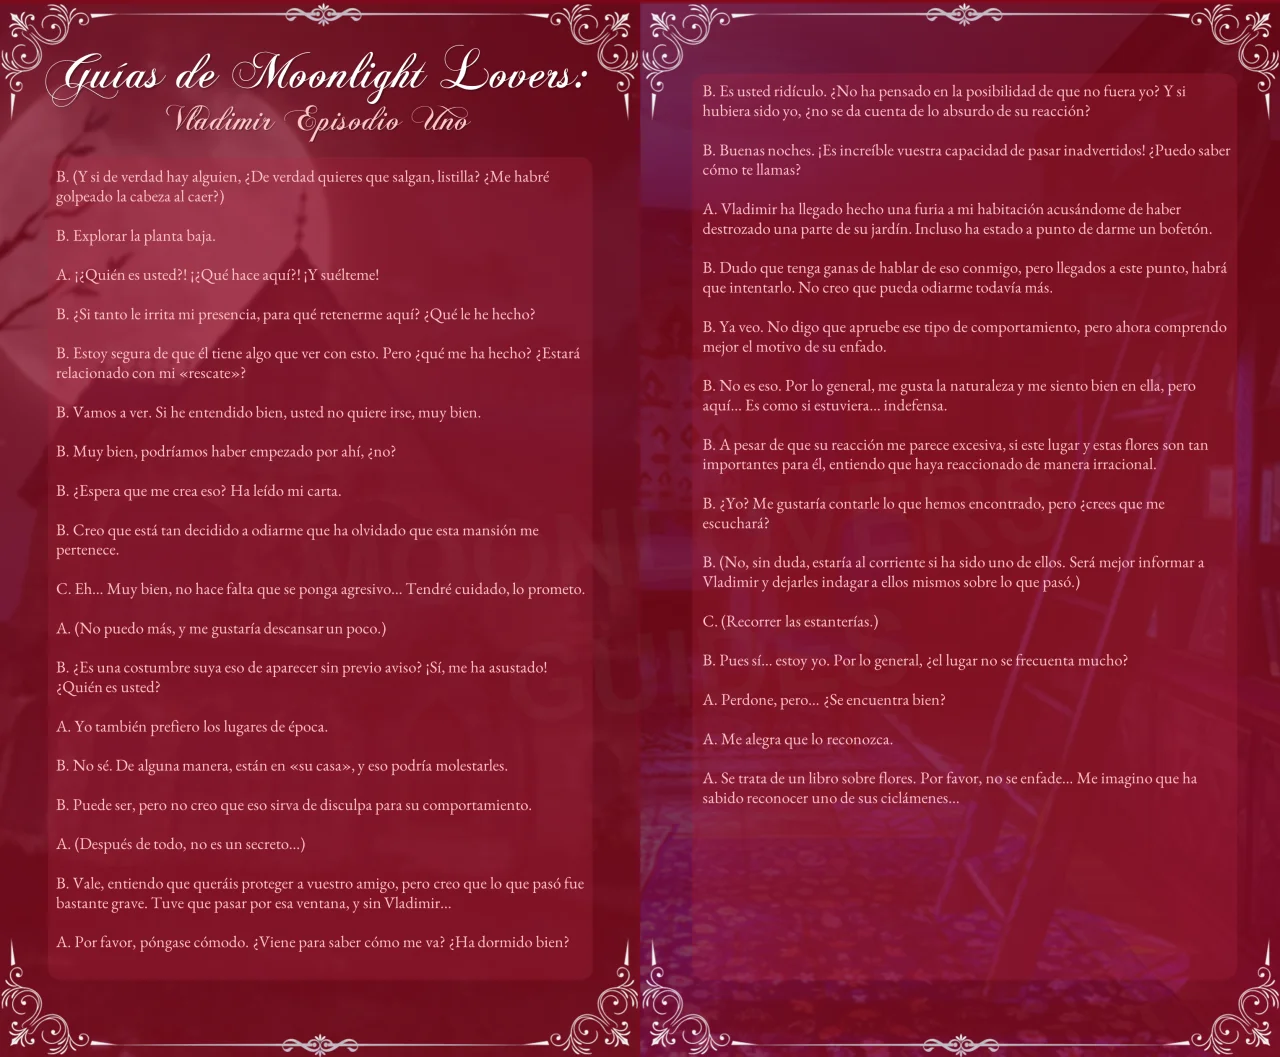 Guías de Moonlight Lovers:
Vladimir Episodio Uno
B. (Y si de verdad hay alguien, ¿De verdad quieres que salgan, listilla? ¿Me habré
golpeado la cabeza al caer?)
B. Explorar la planta baja.
A. ¡¿Quién es usted?! ¡¿Qué hace aquí?! ¡Y suélteme!
B. ¿Si tanto le irrita mi presencia, para qué retenerme aquí? ¿Qué le he hecho?
B. Estoy segura de que él tiene algo que ver con esto. Pero ¿qué me ha hecho? ¿Estará
relacionado con mi «rescate»?
B. Vamos a ver. Si he entendido bien, usted no quiere irse, muy bien.
B. Muy bien, podríamos haber empezado por ahí, ¿no?
B. ¿Espera que me crea eso? Ha leído mi carta.
B. Creo que está tan decidido a odiarme que ha olvidado que esta mansión me
pertenece.
C. Eh... Muy bien, no hace falta que se ponga agresivo... Tendré cuidado, lo prometo.
A. (No puedo más, y me gustaría descansar un poco.)
B. ¿Es una costumbre suya eso de aparecer sin previo aviso? ¡Sí, me ha asustado!
¿Quién es usted?
A. Yo también prefiero los lugares de época.
B. No sé. De alguna manera, están en «su casa», y eso podría molestarles.
B. Puede ser, pero no creo que eso sirva de disculpa para su comportamiento.
A. (Después de todo, no es un secreto...)
B. Vale, entiendo que queráis proteger a vuestro amigo, pero creo que lo que pasó fue
bastante grave. Tuve que pasar por esa ventana, y sin Vladimir...
A. Por favor, póngase cómodo. ¿Viene para saber cómo me va? ¿Ha dormido bien?
B. Es usted ridículo. ¿No ha pensado en la posibilidad de que no fuera yo? Y si
hubiera sido yo, ¿no se da cuenta de lo absurdo de su reacción?
B. Buenas noches. ¡Es increíble vuestra capacidad de pasar inadvertidos! ¿Puedo saber
cómo te llamas?
A. Vladimir ha llegado hecho una furia a mi habitación acusándome de haber
destrozado una parte de su jardín. Incluso ha estado a punto de darme un bofetón.
B. Dudo que tenga ganas de hablar de eso conmigo, pero llegados a este punto, habrá
que intentarlo. No creo que pueda odiarme todavía más.
B. Ya veo. No digo que apruebe ese tipo de comportamiento, pero ahora comprendo
mejor el motivo de su enfado.
B. No es eso. Por lo general, me gusta la naturaleza y me siento bien en ella, pero
aquí... Es como si estuviera... indefensa.
B. A pesar de que su reacción me parece excesiva, si este lugar y estas flores son tan
importantes para él, entiendo que haya reaccionado de manera irracional.
B. ¿Yo? Me gustaría contarle lo que hemos encontrado, pero ¿crees que me
escuchará?
B. (No, sin duda, estaría al corriente si ha sido uno de ellos. Será mejor informar a
Vladimir y dejarles indagar a ellos mismos sobre lo que pasó.)
C. (Recorrer las estanterías.)
B. Pues sí... estoy yo. Por lo general, ¿el lugar no se frecuenta mucho?
A. Perdone, pero... ¿Se encuentra bien?
A. Me alegra que lo reconozca.
A. Se trata de un libro sobre flores. Por favor, no se enfade... Me imagino que ha
sabido reconocer uno de sus ciclámenes...
GUIDES